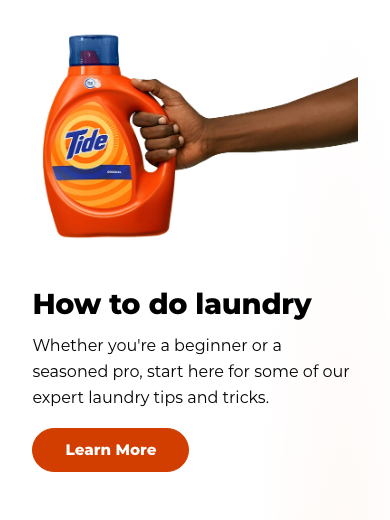 Tide
ORIGINAL
How to do laundry
Whether you're a beginner or a
seasoned pro, start here for some of our
expert laundry tips and tricks.
Learn More